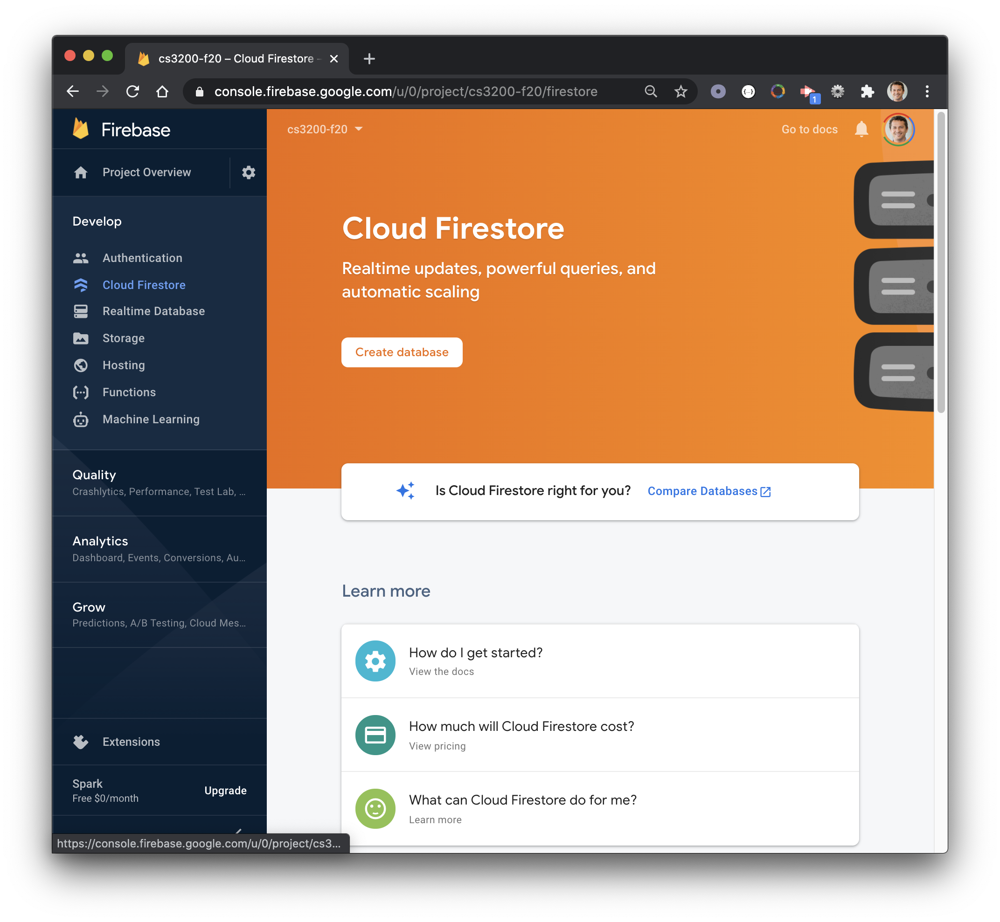 cs3200-f20 – Cloud Firestore -
console.firebase.google.com/u/0/project/cs3200-f20/firestore
{...}
1
Firebase
Project Overview
Develop
Authentication
Cloud Firestore
Realtime Database
Storage
Hosting
Functions
Machine Learning
Quality
Crashlytics, Performance, Test Lab, ...
Analytics
Dashboard, Events, Conversions, Au...
Grow
Predictions, A/B Testing, Cloud Mes...
Extensions
Spark
Free $0/month
Upgrade
https://console.firebase.google.com/u/0/project/cs3...
cs3200-f20
Go to docs
Cloud Firestore
Realtime updates, powerful queries, and
automatic scaling
Create database
Is Cloud Firestore right for you? Compare Databases
Learn more
How do I get started?
View the docs
How much will Cloud Firestore cost?
View pricing
What can Cloud Firestore do for me?
Learn more